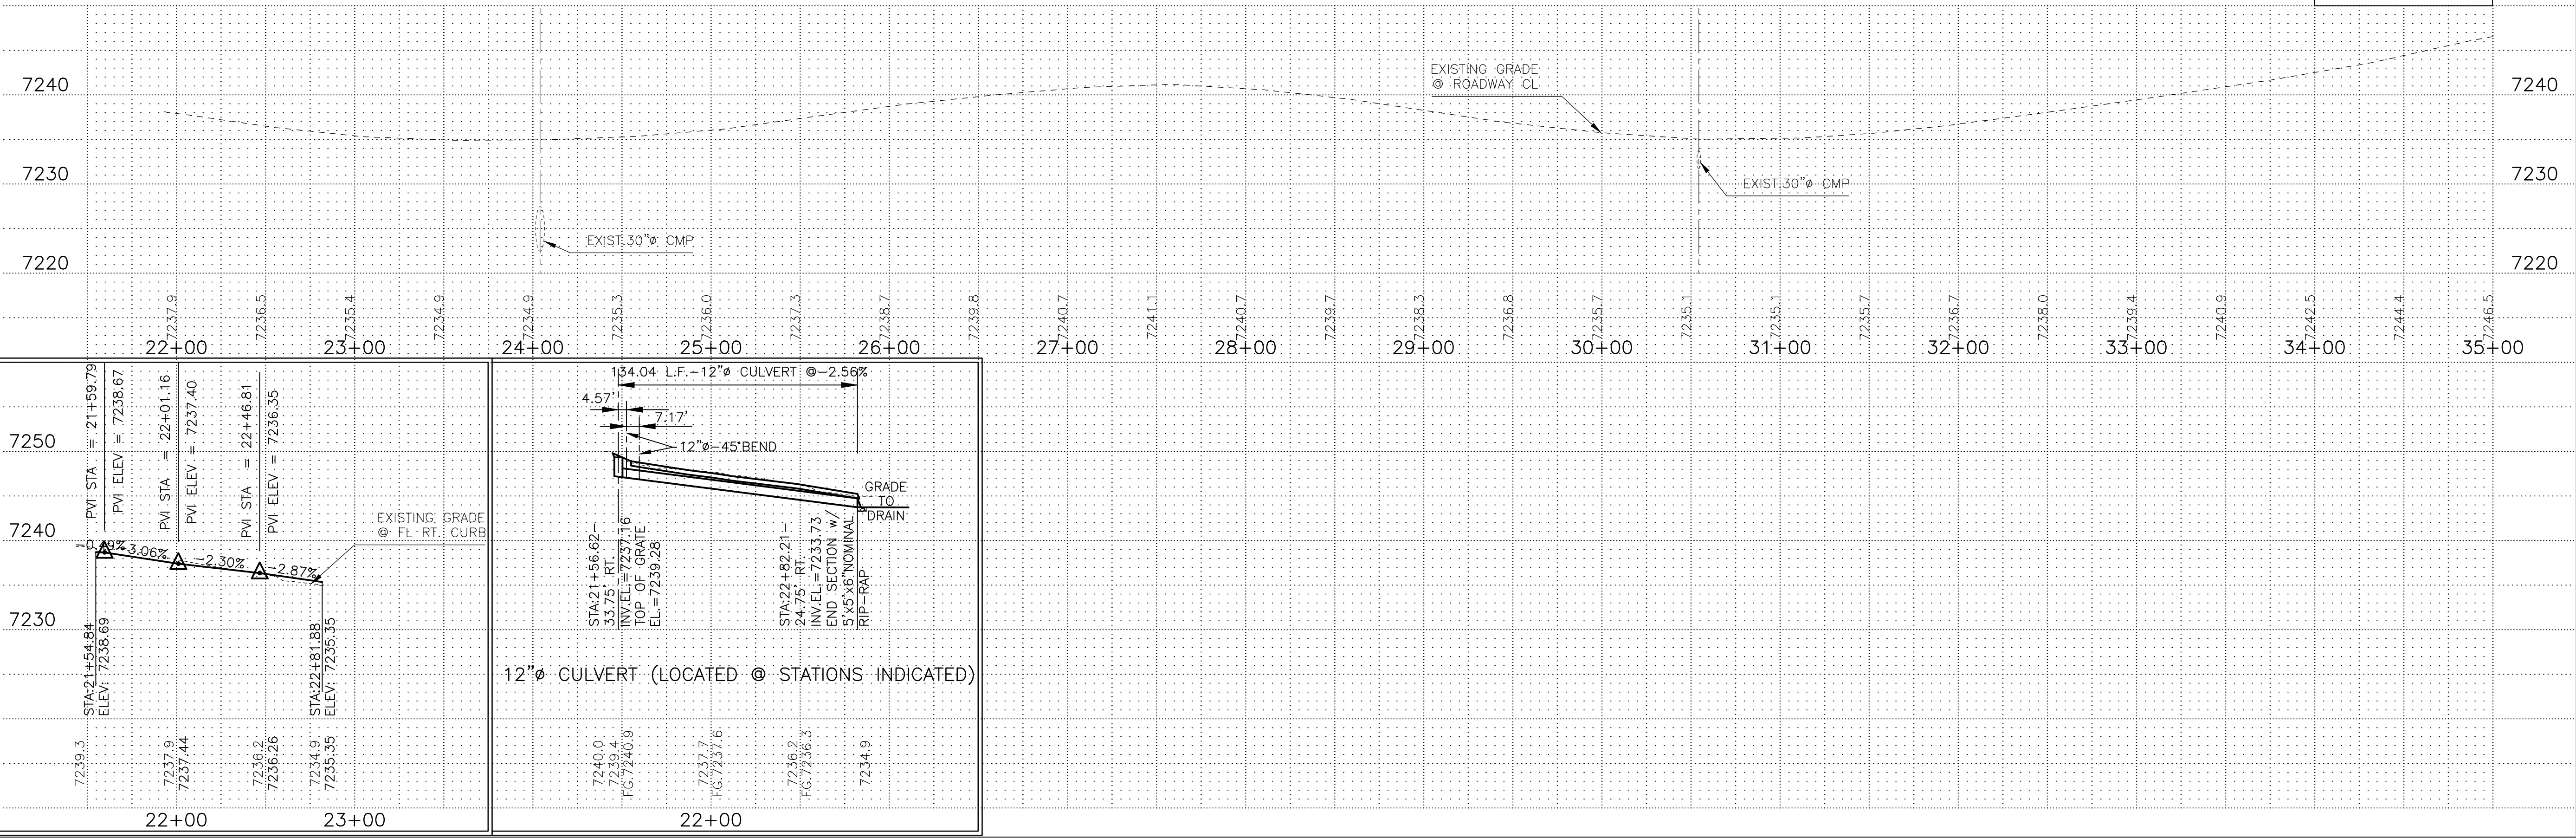 7240
7230
7220
7240
7230
7220
EXISTING GRADE
@ ROADWAY CL
EXIST.30"ø CMP
EXIST.30"ø CMP
7237.9
7236.5
7235.4
7234.9
7234.9
7235.3
7236.0
7237.3
7238.7
7239.8
7240.7
7241.1
7240.7
7239.7
7238.3
7236.8
7235.7
7235.1
7235.1
7235.7
7236.7
7238.0
7239.4
7240.9
7242.5
7244.4
7246.5
22+00
23+00
24+00
25+00
26+00
27+00
28+00
29+00
30+00
31+00
32+00
33+00
34+00
35+00
7250
7240
7230
PVI STA = 21+59.79
PVI ELEV = 7238.67
PVI STA = 22+01.16
PVI ELEV = 7237.40
PVI STA = 22+46.81
PVI ELEV = 7236.35
EXISTING GRADE
@ FL RT. CURB
-0.49%
-3.06%
-2.30%
-2.87%
STA:21+54.84
ELEV: 7238.69
STA:22+81.88
ELEV: 7235.35
7239.3
7237.9
7237.44
7236.2
7236.26
7234.9
7235.35
22+00
23+00
134.04 L.F.-12"ø CULVERT @-2.56%
4.57'
7.17'
12"ø-45°BEND
GRADE
TO
DRAIN
STA:21+56.62-
33.75' RT.
INV.EL.=7237.16
TOP OF GRATE
EL.=7239.28
STA:22+82.21-
24.75' RT.
INV.EL.=7233.73
END SECTION w/
5'x5'x6"NOMINAL
RIP-RAP
12"ø CULVERT (LOCATED @ STATIONS INDICATED)
7240.0
7239.4
FG.7240.9
7237.7
FG.7237.6
7236.2
FG.7236.3
7234.9
22+00